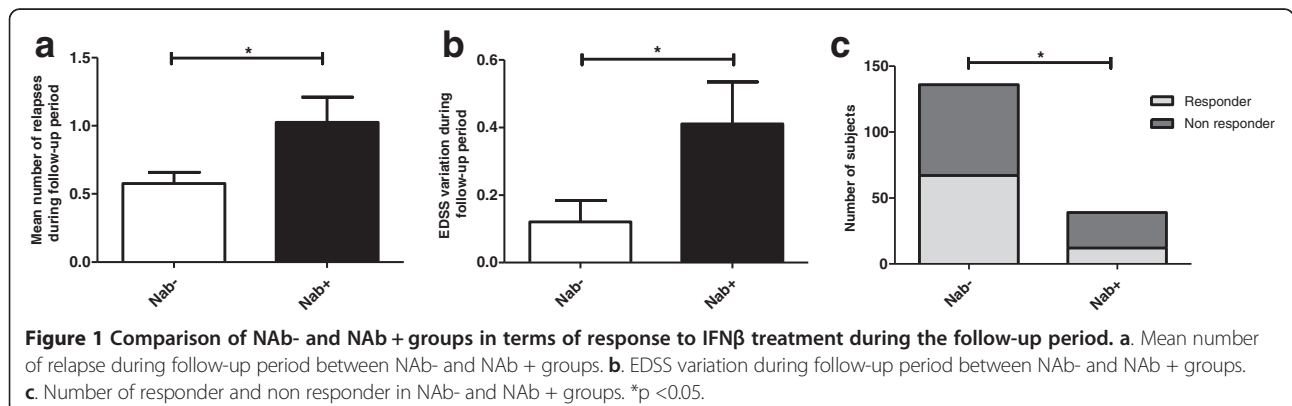 a
*
Mean number of relapses
during follow-up period
1.5
1.0
0.5
0.0
Nab-
Nab+
b
*
EDSS variation during
follow-up period
0.6
0.4
0.2
0.0
Nab-
Nab+
c
*
Number of subjects
150
100
50
0
Nab-
Nab+
Responder
Non responder
Figure 1 Comparison of NAb- and NAb + groups in terms of response to IFNβ treatment during the follow-up period. a. Mean number
of relapse during follow-up period between NAb- and NAb + groups. b. EDSS variation during follow-up period between NAb- and NAb + groups.
c. Number of responder and non responder in NAb- and NAb + groups. *p <0.05.